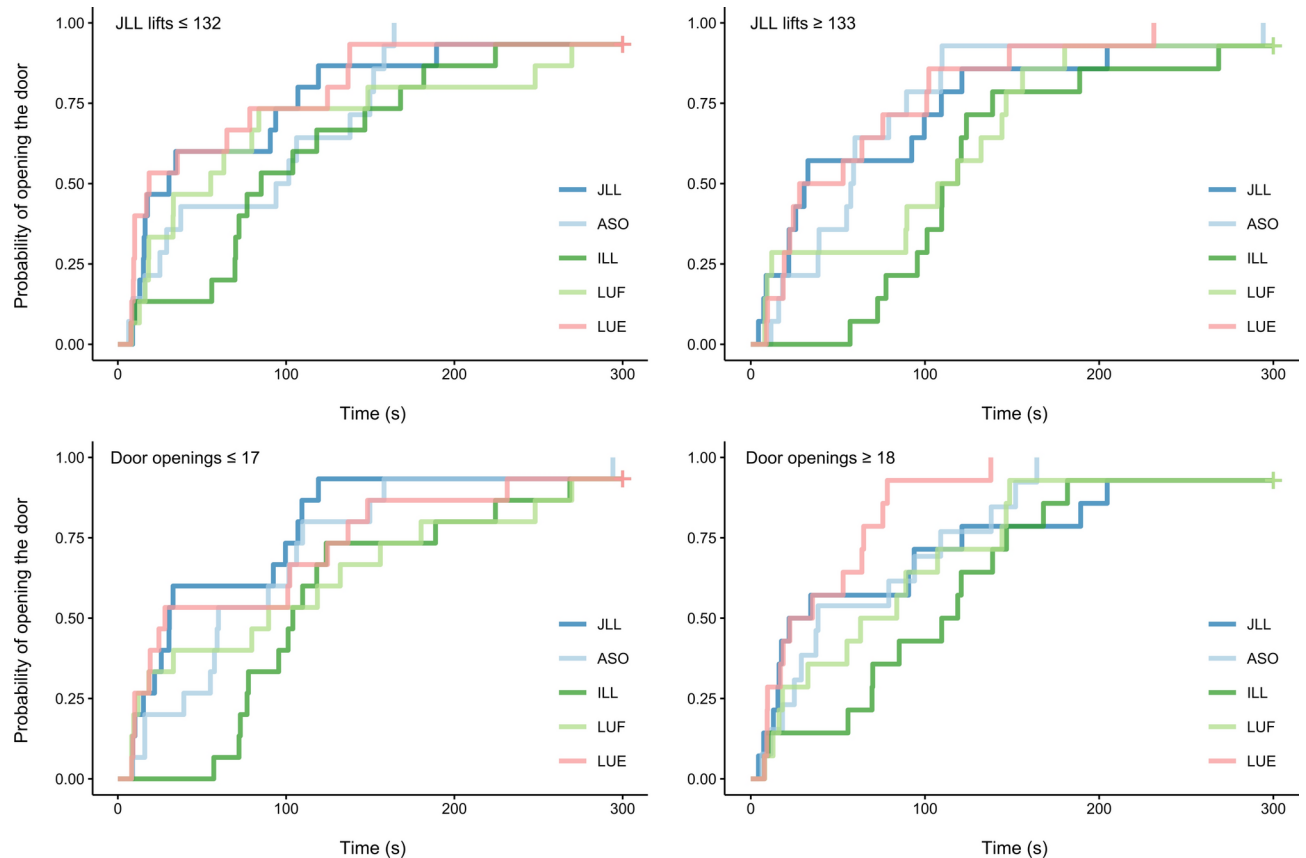 JLL lifts ≤ 132
1.00
0.75
0.50
0.25
0.00
Probability of opening the door
JLL
ASO
ILL
LUF
LUE
0 100 200 300
Time (s)
JLL lifts ≥ 133
1.00
0.75
0.50
0.25
0.00
JLL
ASO
ILL
LUF
LUE
0 100 200 300
Time (s)
Door openings ≤ 17
1.00
0.75
0.50
0.25
0.00
Probability of opening the door
JLL
ASO
ILL
LUF
LUE
0 100 200 300
Time (s)
Door openings ≥ 18
1.00
0.75
0.50
0.25
0.00
JLL
ASO
ILL
LUF
LUE
0 100 200 300
Time (s)